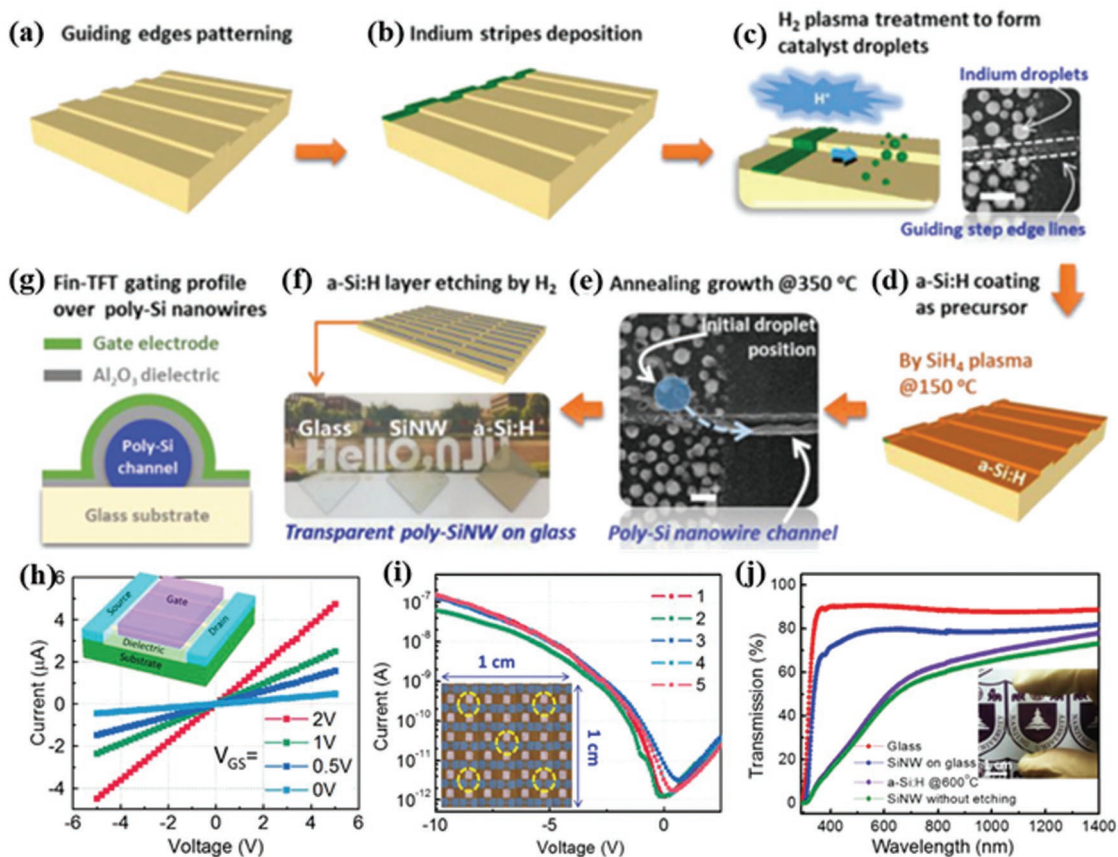 (a)
Guiding edges patterning
(b)
Indium stripes deposition
(c)
H₂ plasma treatment to form
catalyst droplets
H⁺
Indium droplets
Guiding step edge lines
(g)
Fin-TFT gating profile
over poly-Si nanowires
Gate electrode
Al₂O₃ dielectric
Poly-Si
channel
Glass substrate
(f)
a-Si:H layer etching by H₂
Glass
SiNW
a-Si:H
HellO,nJU
Transparent poly-SiNW on glass
(e)
Annealing growth @350 °C
Initial droplet
position
Poly-Si nanowire channel
(d)
a-Si:H coating
as precursor
By SiH₄ plasma
@150 °C
a-Si:H
(h)
6
4
2
0
-2
-4
Current (μA)
-6
-4
-2
0
2
4
6
Voltage (V)
Source
Gate
Drain
Dielectric
Substrate
V_GS=
2V
1V
0.5V
0V
(i)
10⁻⁷
10⁻⁸
10⁻⁹
10⁻¹⁰
10⁻¹¹
10⁻¹²
Current (A)
-10
-5
0
Voltage (V)
1
2
3
4
5
1 cm
1 cm
(j)
100
80
60
40
20
0
Transmission (%)
400
600
800
1000
1200
1400
Wavelength (nm)
Glass
SiNW on glass
a-Si:H @600°C
SiNW without etching
cm